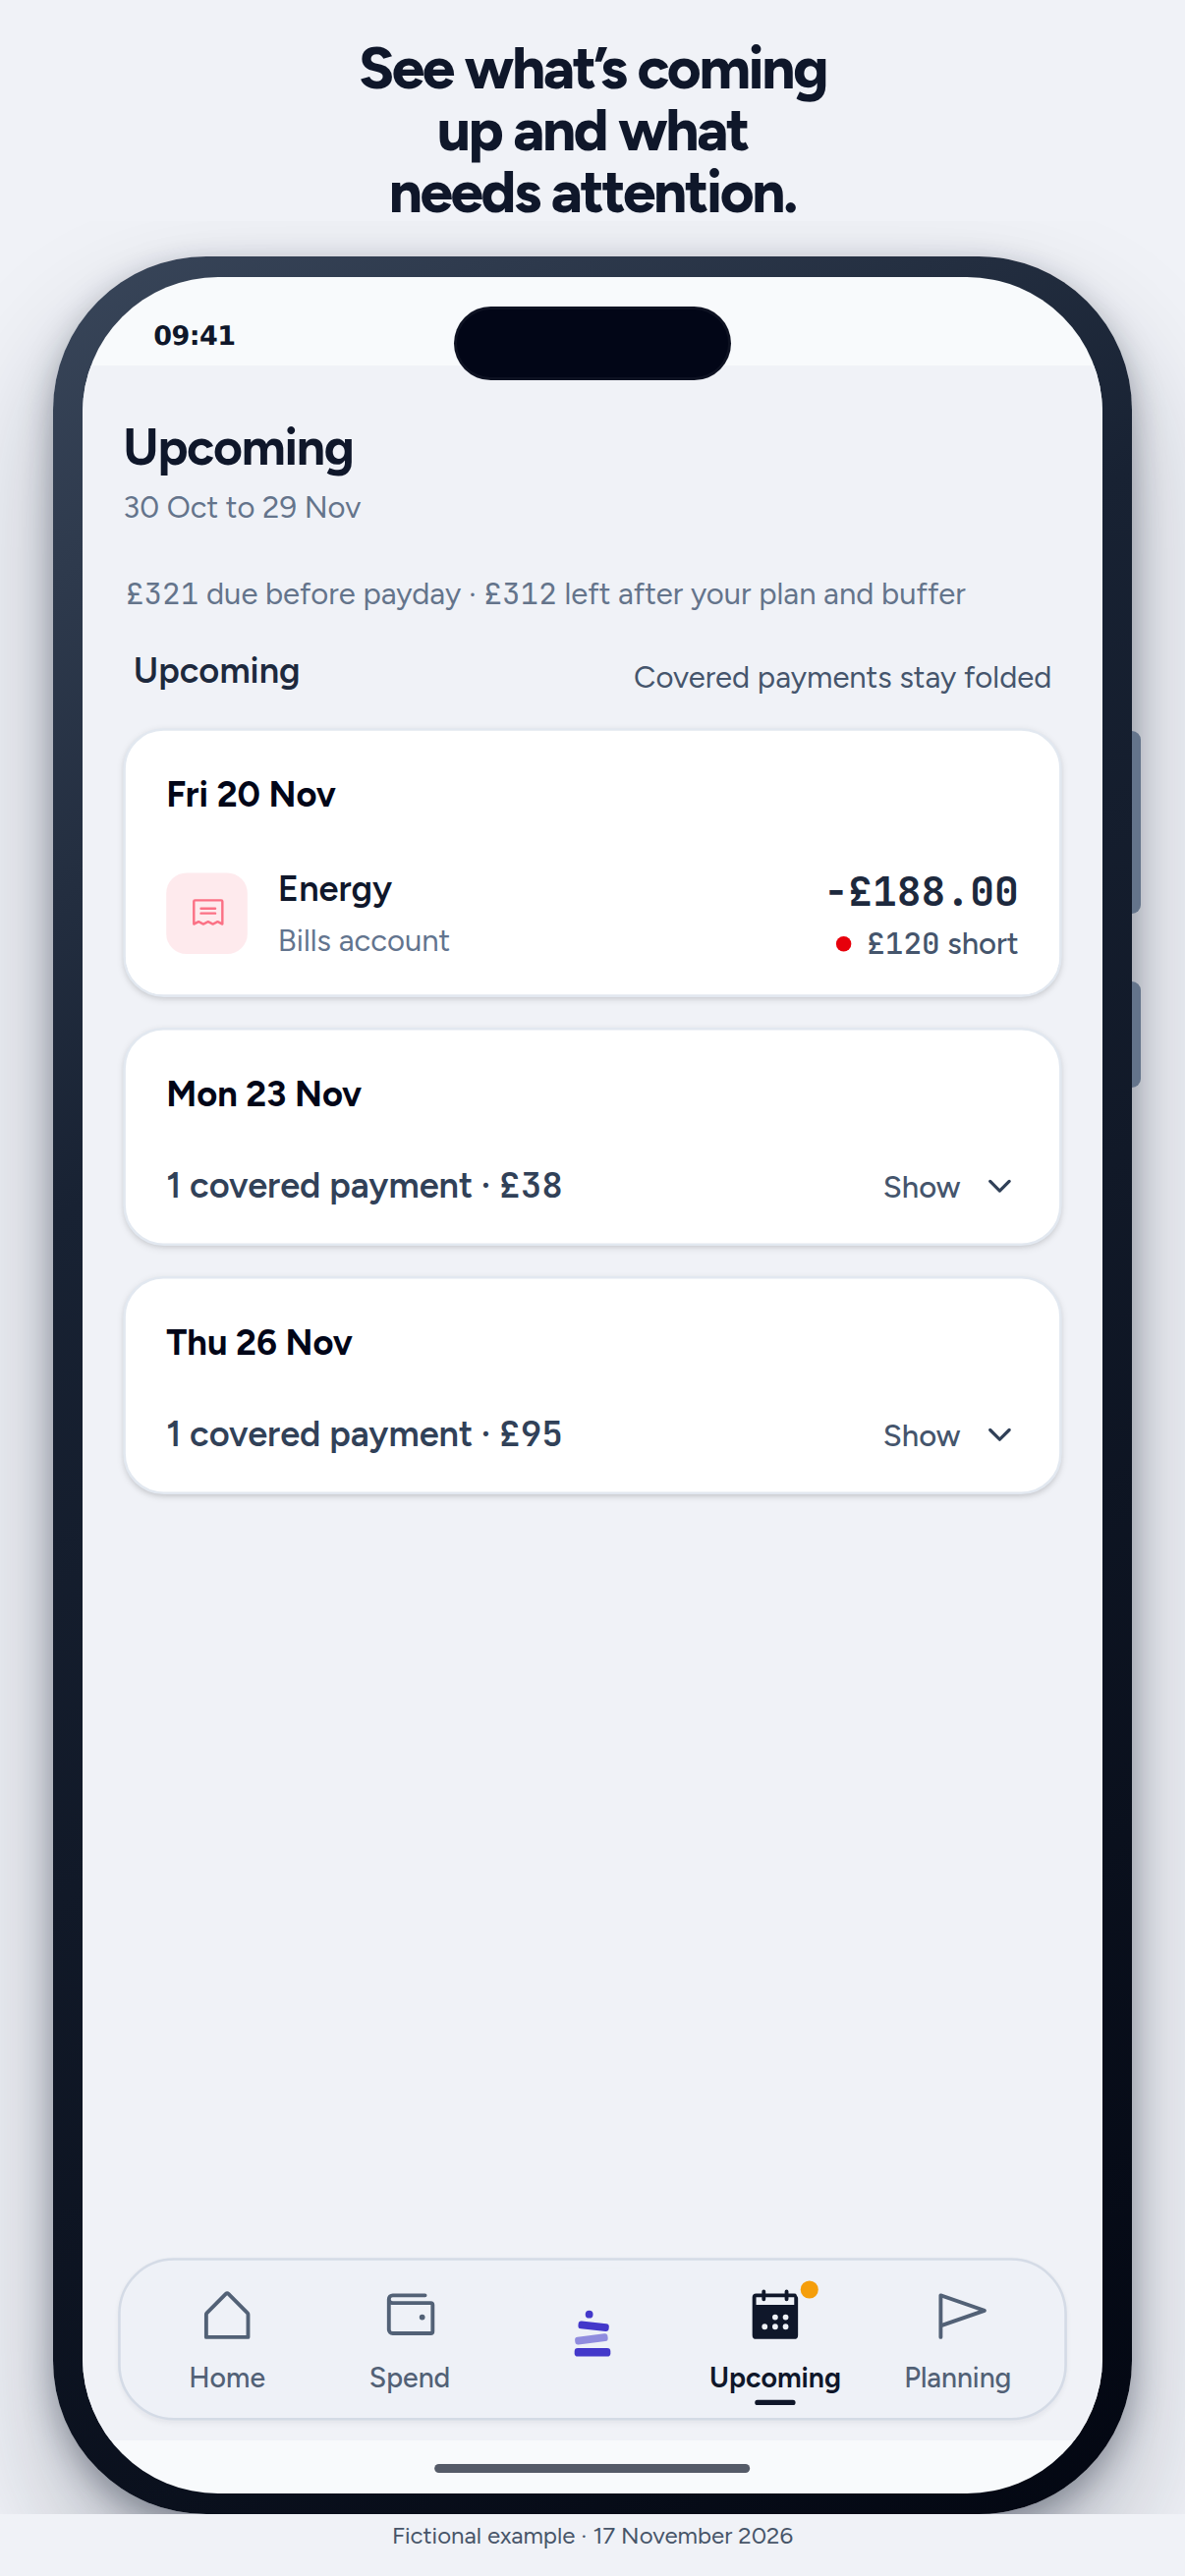 See what’s coming
up and what
needs attention.
09:41
Upcoming
30 Oct to 29 Nov
£321 due before payday · £312 left after your plan and buffer
Upcoming
Covered payments stay folded
Fri 20 Nov
Energy
-£188.00
Bills account
£120 short
Mon 23 Nov
1 covered payment · £38
Show
Thu 26 Nov
1 covered payment · £95
Show
Home
Spend
Upcoming
Planning
Fictional example · 17 November 2026